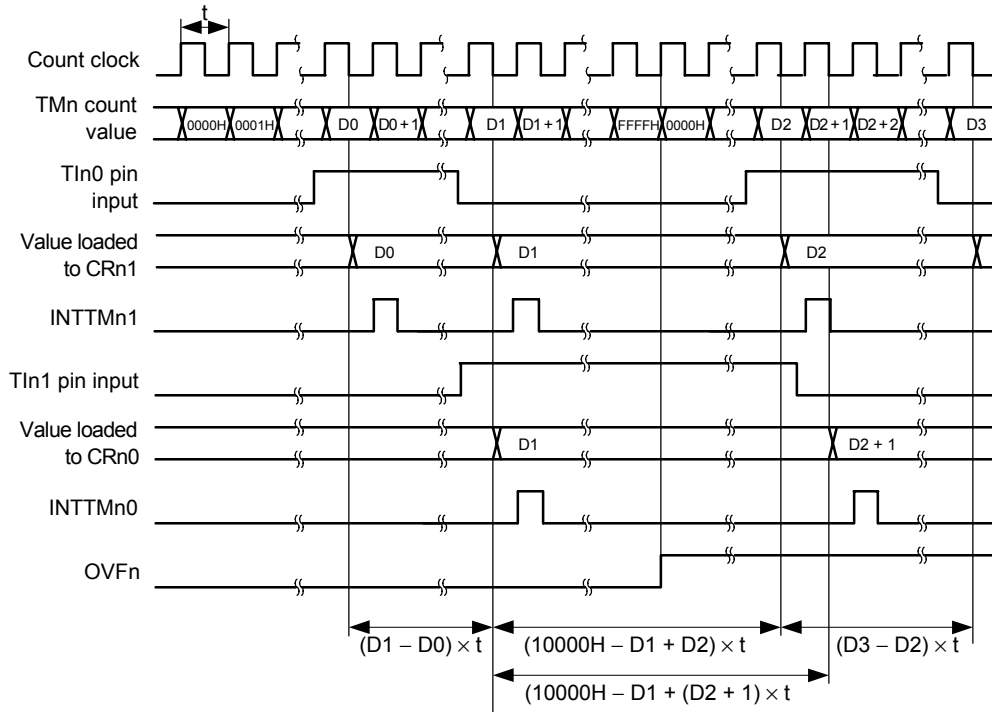 t
Count clock
TMn count
value
0000H 0001H D0 D0 + 1 D1 D1 + 1 FFFFH 0000H D2 D2 + 1 D2 + 2 D3
TIn0 pin
input
Value loaded
to CRn1
D0 D1 D2
INTTMn1
TIn1 pin input
Value loaded
to CRn0
D1 D2 + 1
INTTMn0
OVFn
(D1 − D0) × t (10000H − D1 + D2) × t (D3 − D2) × t
(10000H − D1 + (D2 + 1) × t